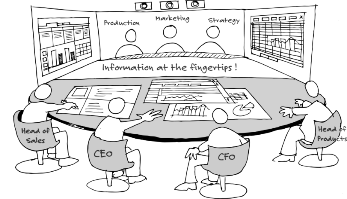 Production
Marketing
Strategy
Information at the fingertips !
Head of
Sales
CEO
CFO
Head of
Products